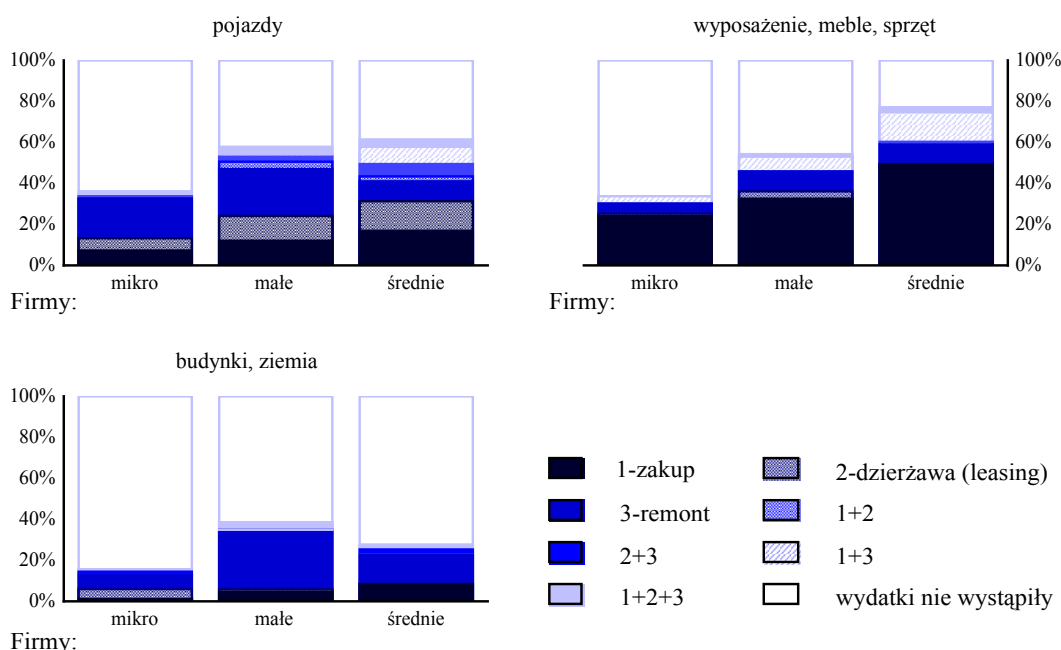 pojazdy
100%
80%
60%
40%
20%
0%
mikro małe średnie
Firmy:
wyposażenie, meble, sprzęt
100%
80%
60%
40%
20%
0%
mikro małe średnie
Firmy:
budynki, ziemia
100%
80%
60%
40%
20%
0%
mikro małe średnie
Firmy:
1-zakup
2-dzierżawa (leasing)
3-remont
1+2
2+3
1+3
1+2+3
wydatki nie wystąpiły